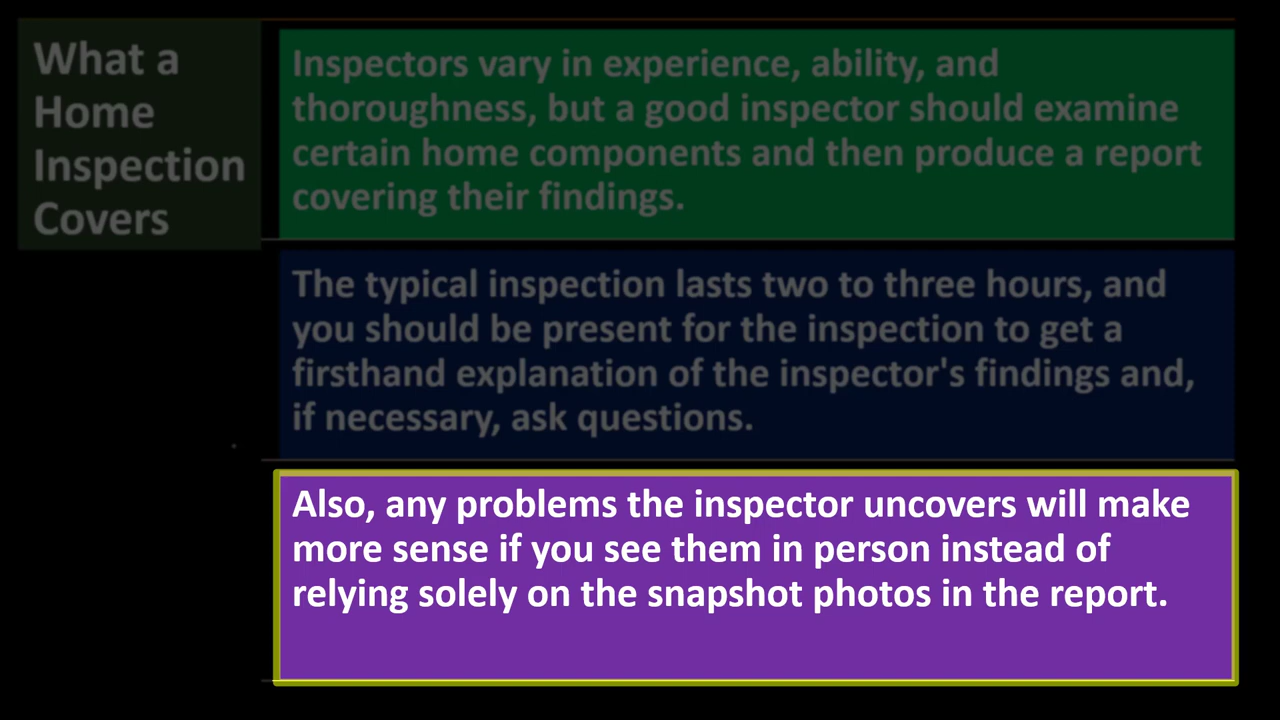 What a
Home
Inspection
Covers
Inspectors vary in experience, ability, and
thoroughness, but a good inspector should examine
certain home components and then produce a report
covering their findings.
The typical inspection lasts two to three hours, and
you should be present for the inspection to get a
firsthand explanation of the inspector's findings and,
if necessary, ask questions.
Also, any problems the inspector uncovers will make
more sense if you see them in person instead of
relying solely on the snapshot photos in the report.